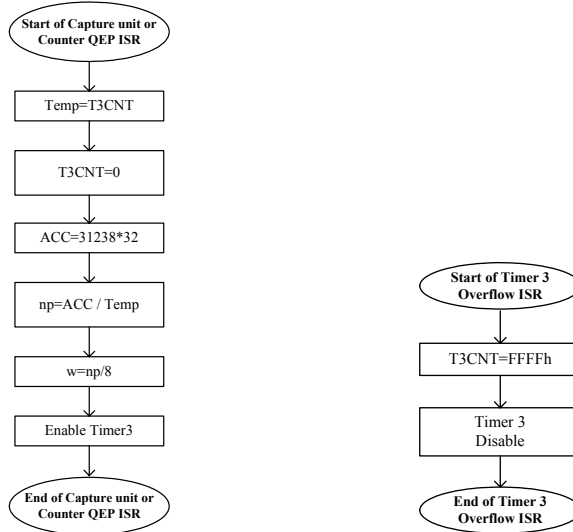 Start of Capture unit or
Counter QEP ISR
Temp=T3CNT
T3CNT=0
ACC=31238*32
np=ACC / Temp
w=np/8
Enable Timer3
End of Capture unit or
Counter QEP ISR
Start of Timer 3
Overflow ISR
T3CNT=FFFFh
Timer 3
Disable
End of Timer 3
Overflow ISR